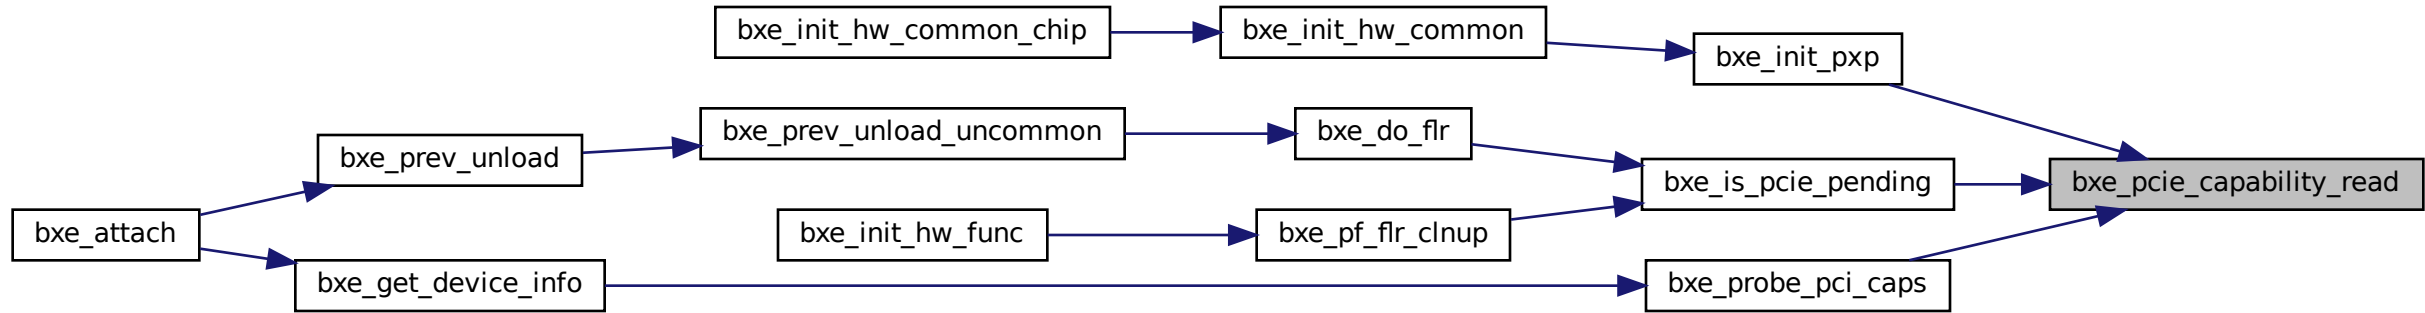 bxe_init_hw_common_chip
bxe_init_hw_common
bxe_init_pxp
bxe_prev_unload_uncommon
bxe_do_flr
bxe_prev_unload
bxe_is_pcie_pending
bxe_pcie_capability_read
bxe_attach
bxe_init_hw_func
bxe_pf_flr_clnup
bxe_get_device_info
bxe_probe_pci_caps